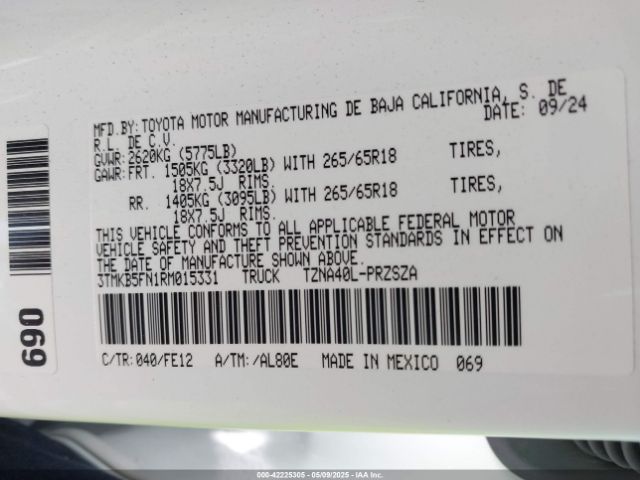 MFD.BY:TOYOTA MOTOR MANUFACTURING DE BAJA CALIFORNIA, S. DE
R.L. DE C.V. DATE: 09/24
GVWR:2620KG (5775LB)
GAWR:FRT. 1505KG (3320LB) WITH 265/65R18 TIRES,
18X7.5J RIMS.
RR. 1405KG (3095LB) WITH 265/65R18 TIRES,
18X7.5J RIMS.
THIS VEHICLE CONFORMS TO ALL APPLICABLE FEDERAL MOTOR
VEHICLE SAFETY AND THEFT PREVENTION STANDARDS IN EFFECT ON
THE DATE OF MANUFACTURE SHOWN ABOVE.
3TMKB5FN1RM015331 TRUCK TZNA40L-PRZSZA
C/TR:040/FE12 A/TM:/AL80E MADE IN MEXICO 069
069
000-42225305 - 05/09/2025 - IAAI, Inc.